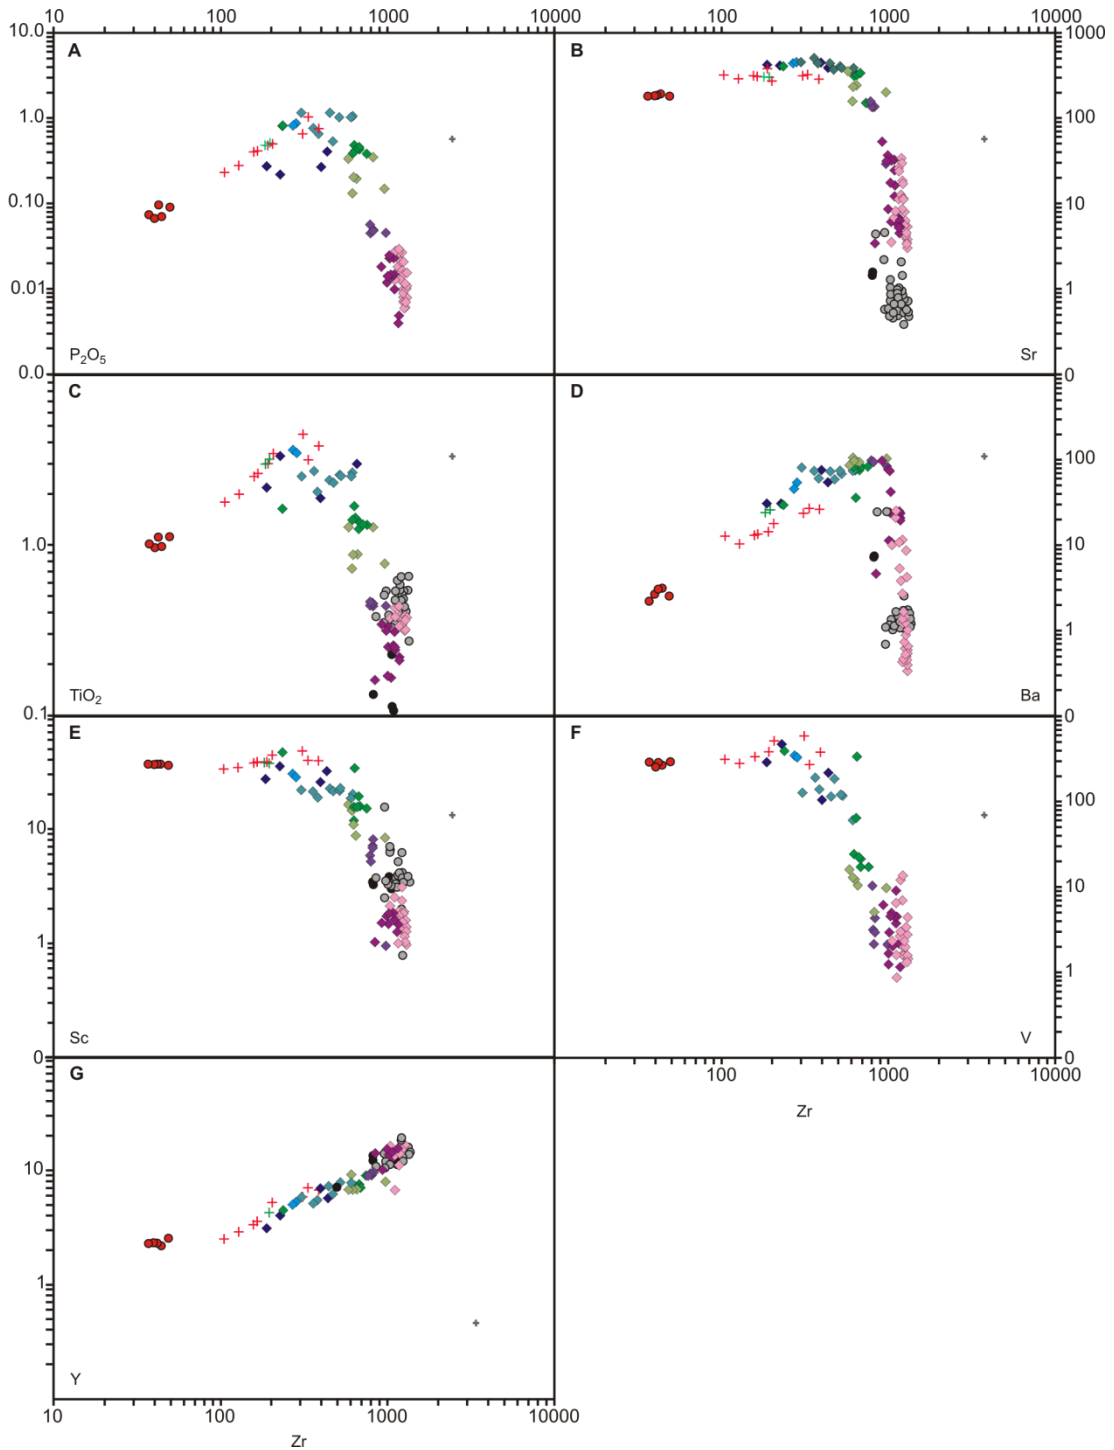 10 100 1000 10000 100 1000 10000
10.0 A B 1000
1.0 100
0.10 10
0.01 1
P₂O₅ Sr
0.0 0
C D
100
1.0 10
1
TiO₂ Ba
0.1 0
E F
10 100
10
1
1
Sc V
0 0
G 100 1000 10000
Zr
10
1
Y
10 100 1000 10000
Zr